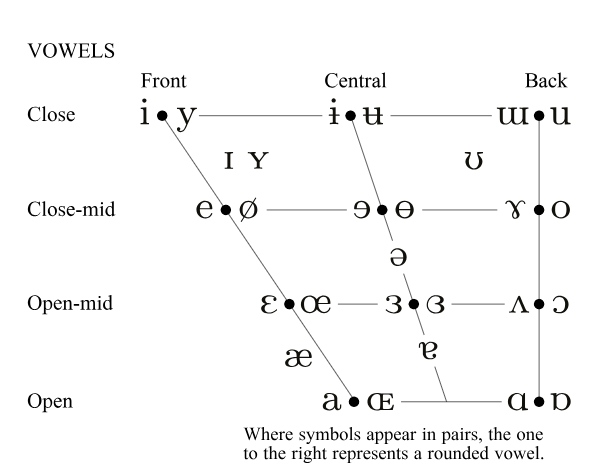 VOWELS
Front Central Back
Close i y ɨ ʉ ɯ u
ɪ ʏ ʊ
Close-mid e ø ɘ ɵ ɤ o
ə
Open-mid ɛ œ ɜ ɞ ʌ ɔ
æ ɐ
Open a ɶ ɑ ɒ
Where symbols appear in pairs, the one
to the right represents a rounded vowel.